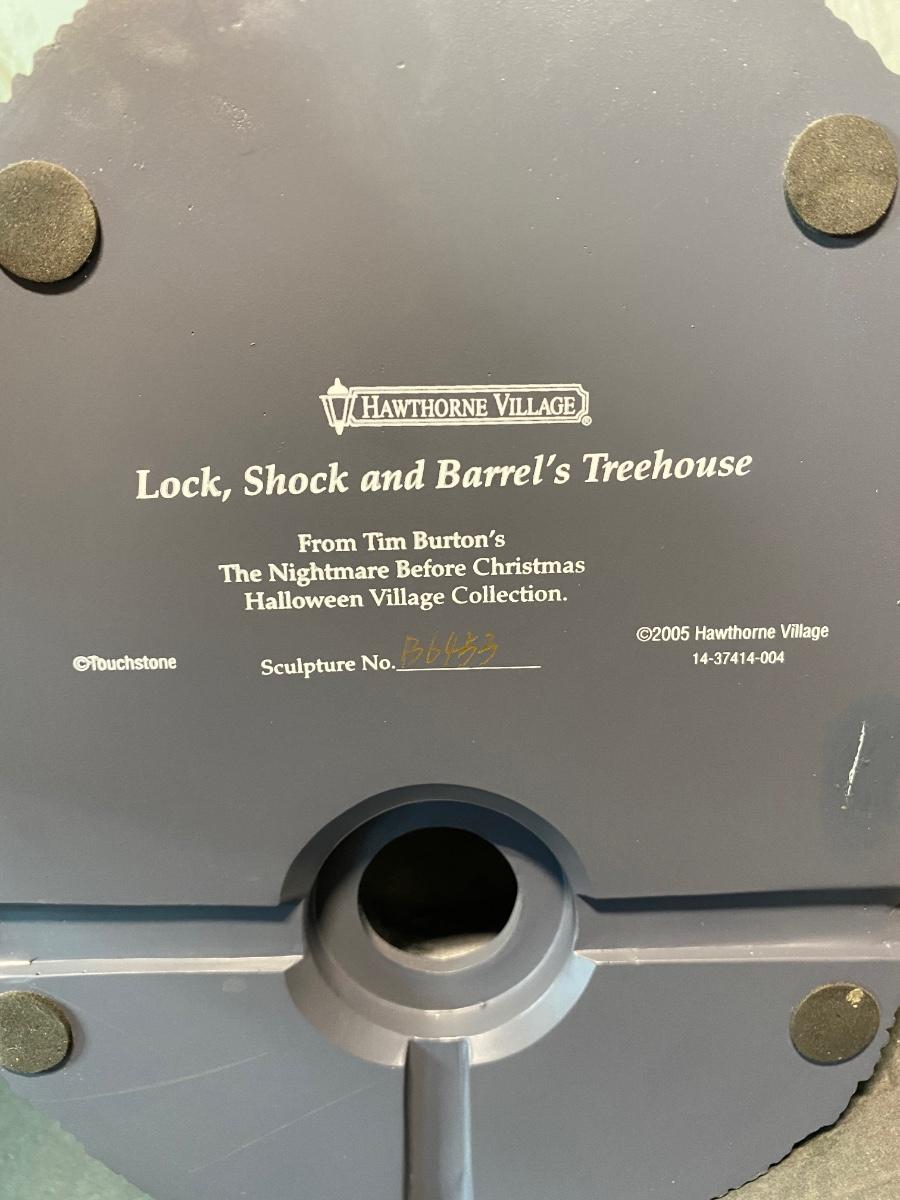 HAWTHORNE VILLAGE®
Lock, Shock and Barrel's Treehouse
From Tim Burton's
The Nightmare Before Christmas
Halloween Village Collection.
©Touchstone
Sculpture No. B6453
©2005 Hawthorne Village
14-37414-004